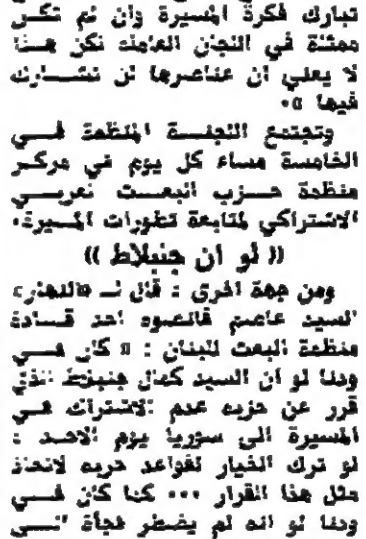 تبارك فكرة المسيرة وان لم تكن
ممثلة في اللجان العاملة لكن هذا
لا يعني ان عناصرها لن تشارك
فيها ».
وتجتمع اللجنة المنظمة في
الخامسة مساء كل يوم في مركز
منظمة حزب البعث العربي
الاشتراكي لمتابعة تطورات المسيرة.
(( لو ان جنبلاط ))
ومن جهة اخرى : قال لـ «النهار»
السيد عاصم قانصوه احد قادة
منظمة البعث للبنان : « كان في
ودنا لو ان السيد كمال جنبلاط الذي
قرر عن حزبه عدم الاشتراك في
المسيرة الى سوريا يوم الاحد :
لو ترك الخيار لقواعد حزبه لاتخاذ
مثل هذا القرار ... كما كان في
ودنا لو انه لم يضطر فجأة الى